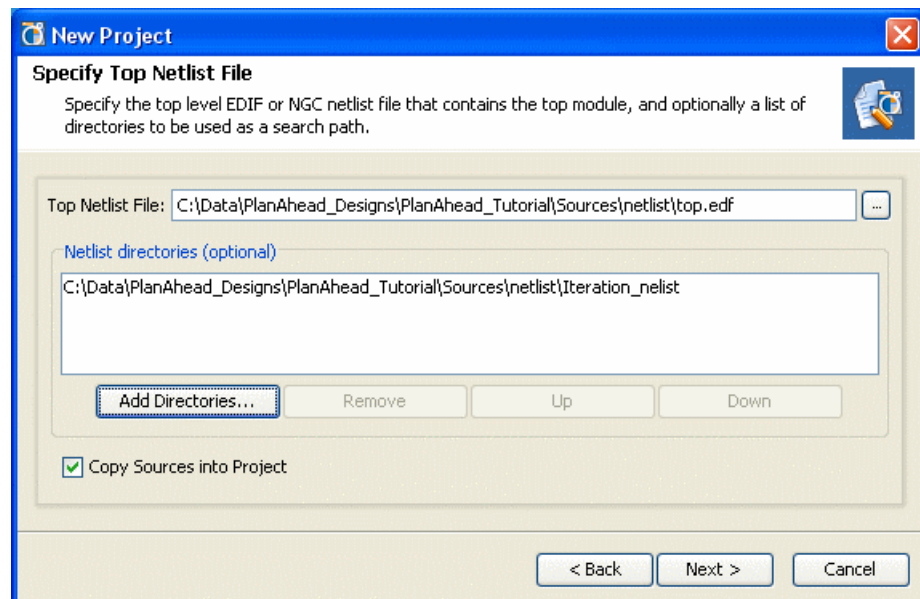 New Project
Specify Top Netlist File
Specify the top level EDIF or NGC netlist file that contains the top module, and optionally a list of
directories to be used as a search path.
Top Netlist File: C:\Data\PlanAhead_Designs\PlanAhead_Tutorial\Sources\netlist\top.edf ...
Netlist directories (optional)
C:\Data\PlanAhead_Designs\PlanAhead_Tutorial\Sources\netlist\Iteration_nelist
Add Directories... Remove Up Down
Copy Sources into Project
< Back Next > Cancel